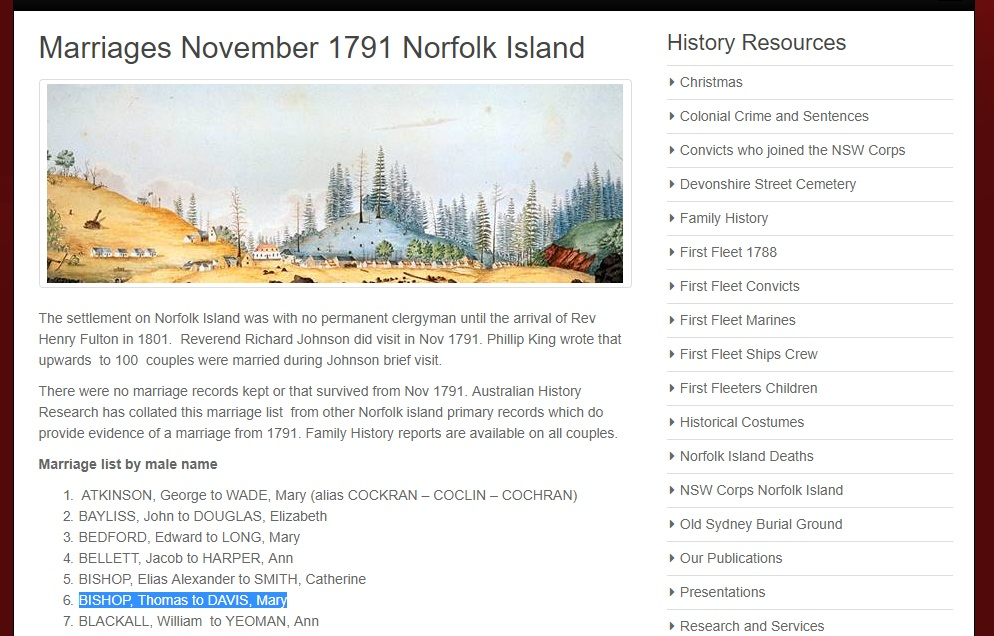 Marriages November 1791 Norfolk Island
The settlement on Norfolk Island was with no permanent clergyman until the arrival of Rev
Henry Fulton in 1801.  Reverend Richard Johnson did visit in Nov 1791. Phillip King wrote that
upwards  to 100  couples were married during Johnson brief visit.
There were no marriage records kept or that survived from Nov 1791. Australian History
Research has collated this marriage list  from other Norfolk island primary records which do
provide evidence of a marriage from 1791. Family History reports are available on all couples.
Marriage list by male name
1.  ATKINSON, George to WADE, Mary (alias COCKRAN – COCLIN – COCHRAN)
2. BAYLISS, John to DOUGLAS, Elizabeth
3. BEDFORD, Edward to LONG, Mary
4. BELLETT, Jacob to HARPER, Ann
5. BISHOP, Elias Alexander to SMITH, Catherine
6. BISHOP, Thomas to DAVIS, Mary
7. BLACKALL, William  to YEOMAN, Ann
History Resources
Christmas
Colonial Crime and Sentences
Convicts who joined the NSW Corps
Devonshire Street Cemetery
Family History
First Fleet 1788
First Fleet Convicts
First Fleet Marines
First Fleet Ships Crew
First Fleeters Children
Historical Costumes
Norfolk Island Deaths
NSW Corps Norfolk Island
Old Sydney Burial Ground
Our Publications
Presentations
Research and Services